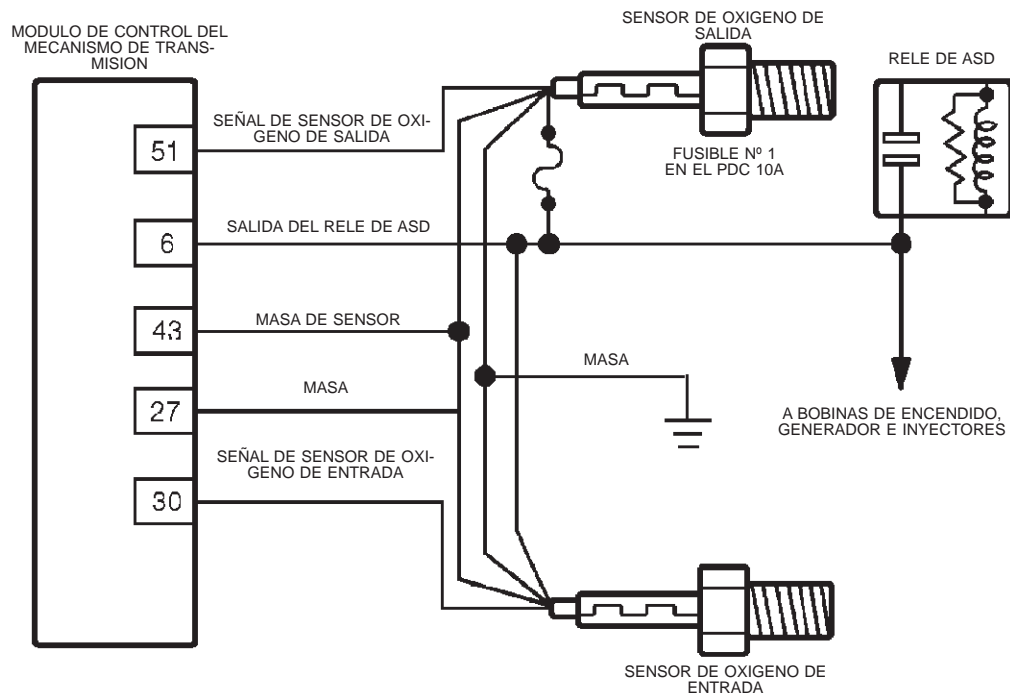 MODULO DE CONTROL DEL
MECANISMO DE TRANS-
MISION
SENSOR DE OXIGENO DE
SALIDA
RELE DE ASD
51
SEÑAL DE SENSOR DE OXI-
GENO DE SALIDA
FUSIBLE Nº 1
EN EL PDC 10A
6
SALIDA DEL RELE DE ASD
43
MASA DE SENSOR
27
MASA
MASA
A BOBINAS DE ENCENDIDO,
GENERADOR E INYECTORES
30
SEÑAL DE SENSOR DE OXI-
GENO DE ENTRADA
SENSOR DE OXIGENO DE
ENTRADA